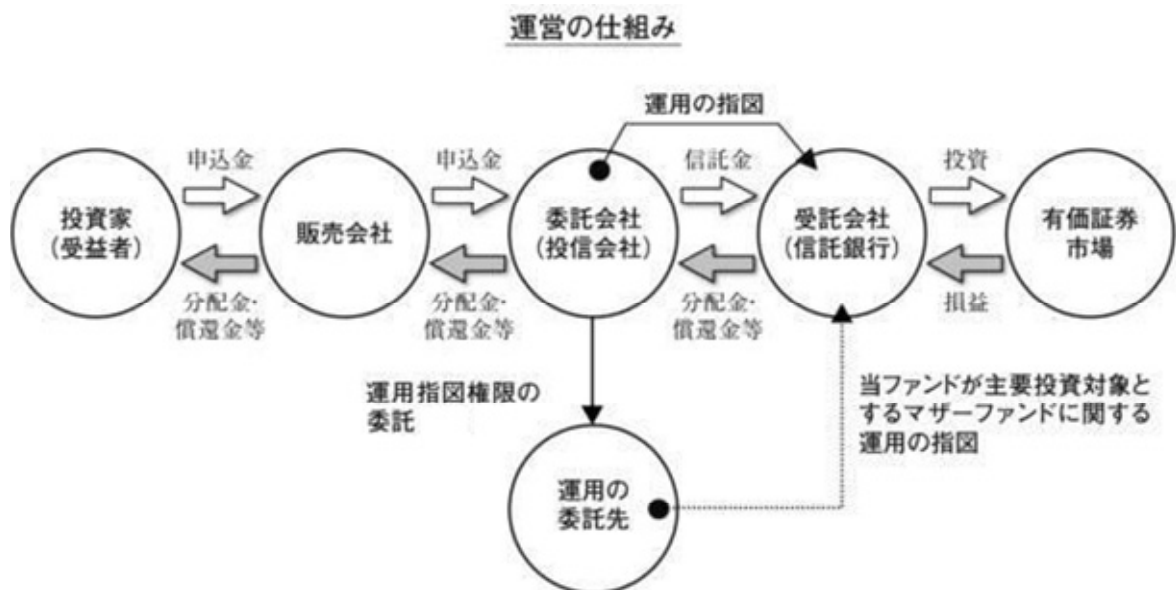 運営の仕組み
運用の指図
申込金
申込金
信託金
投資
投資家
(受益者)
販売会社
委託会社
(投信会社)
受託会社
(信託銀行)
有価証券
市場
分配金・
償還金等
分配金・
償還金等
分配金・
償還金等
損益
運用指図権限の
委託
当ファンドが主要投資対象と
するマザーファンドに関する
運用の指図
運用の
委託先